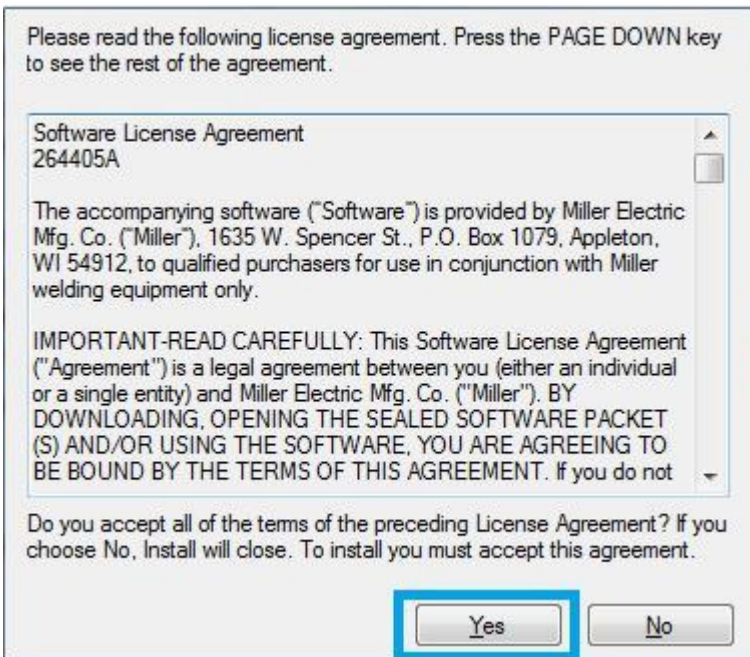 Please read the following license agreement. Press the PAGE DOWN key
to see the rest of the agreement.
Software License Agreement
264405A
The accompanying software ("Software") is provided by Miller Electric
Mfg. Co. ("Miller"), 1635 W. Spencer St., P.O. Box 1079, Appleton,
WI 54912, to qualified purchasers for use in conjunction with Miller
welding equipment only.
IMPORTANT-READ CAREFULLY: This Software License Agreement
("Agreement") is a legal agreement between you (either an individual
or a single entity) and Miller Electric Mfg. Co. ("Miller"). BY
DOWNLOADING, OPENING THE SEALED SOFTWARE PACKET
(S) AND/OR USING THE SOFTWARE, YOU ARE AGREEING TO
BE BOUND BY THE TERMS OF THIS AGREEMENT. If you do not
Do you accept all of the terms of the preceding License Agreement? If you
choose No, Install will close. To install you must accept this agreement.
Yes No